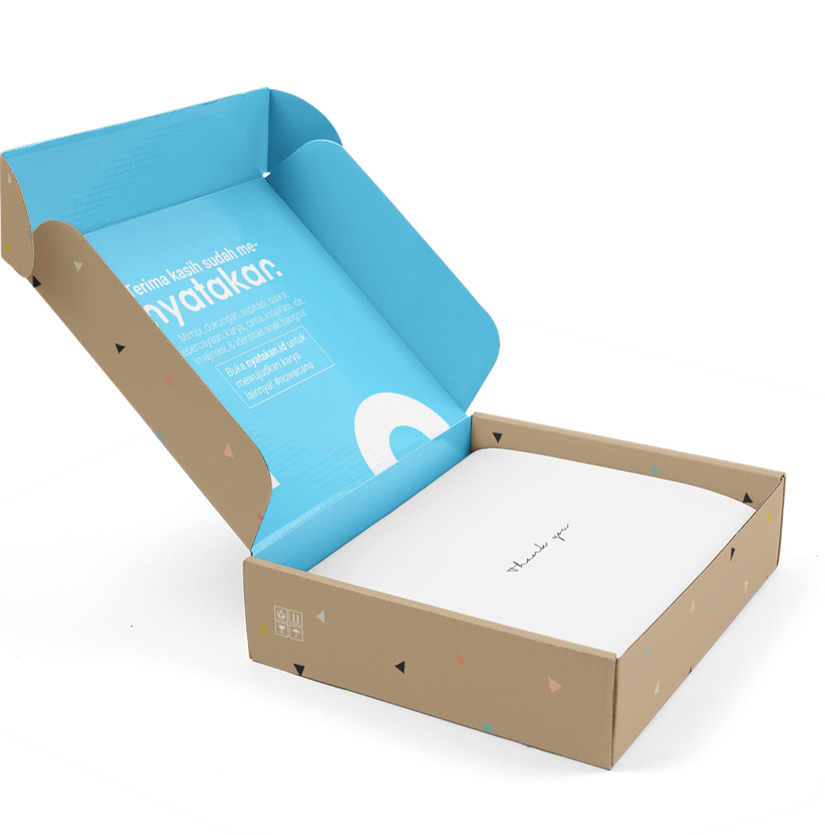 Terima kasih sudah me-
nyatakan.
Mimpi, dukungan, aspirasi, suara,
kepercayaan, karya, cinta, inspirasi, ide,
imajinasi, & identitas anak bangsa!
Buka nyatakan.id untuk
mewujudkan karya
lainnya! #nowacana
Thank you